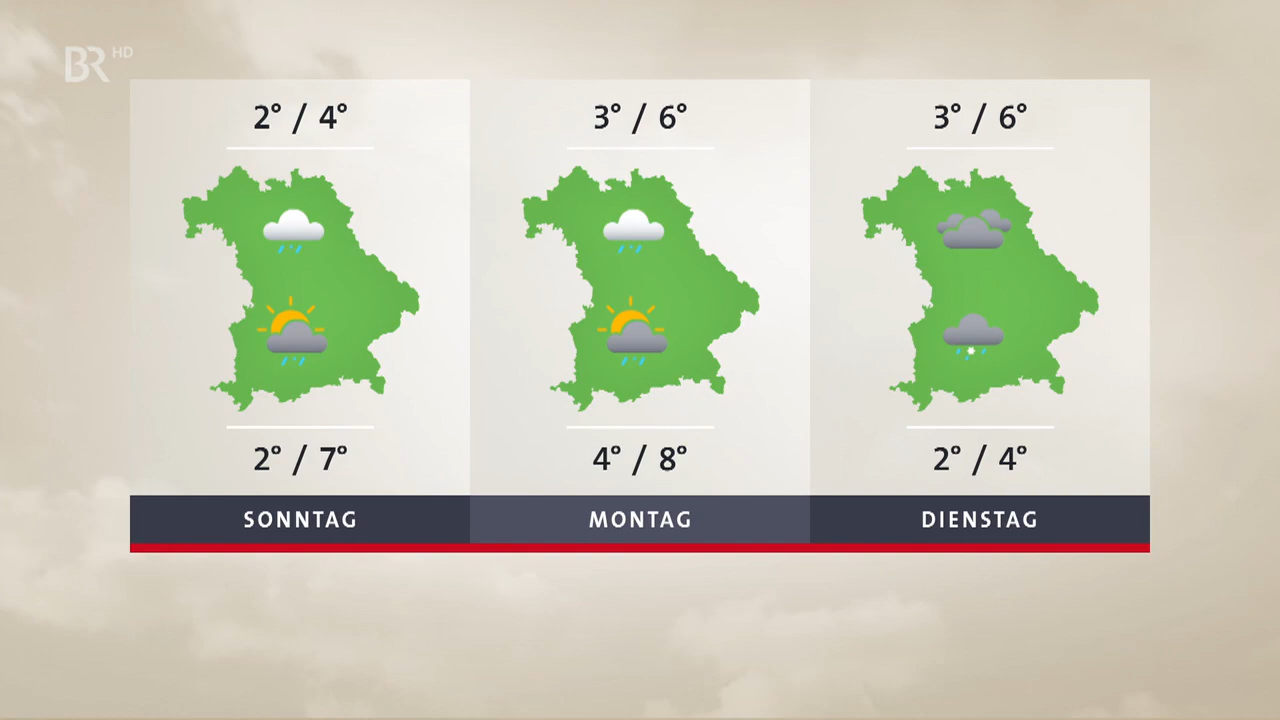 BR HD
2° / 4°
3° / 6°
3° / 6°
2° / 7°
4° / 8°
2° / 4°
SONNTAG
MONTAG
DIENSTAG